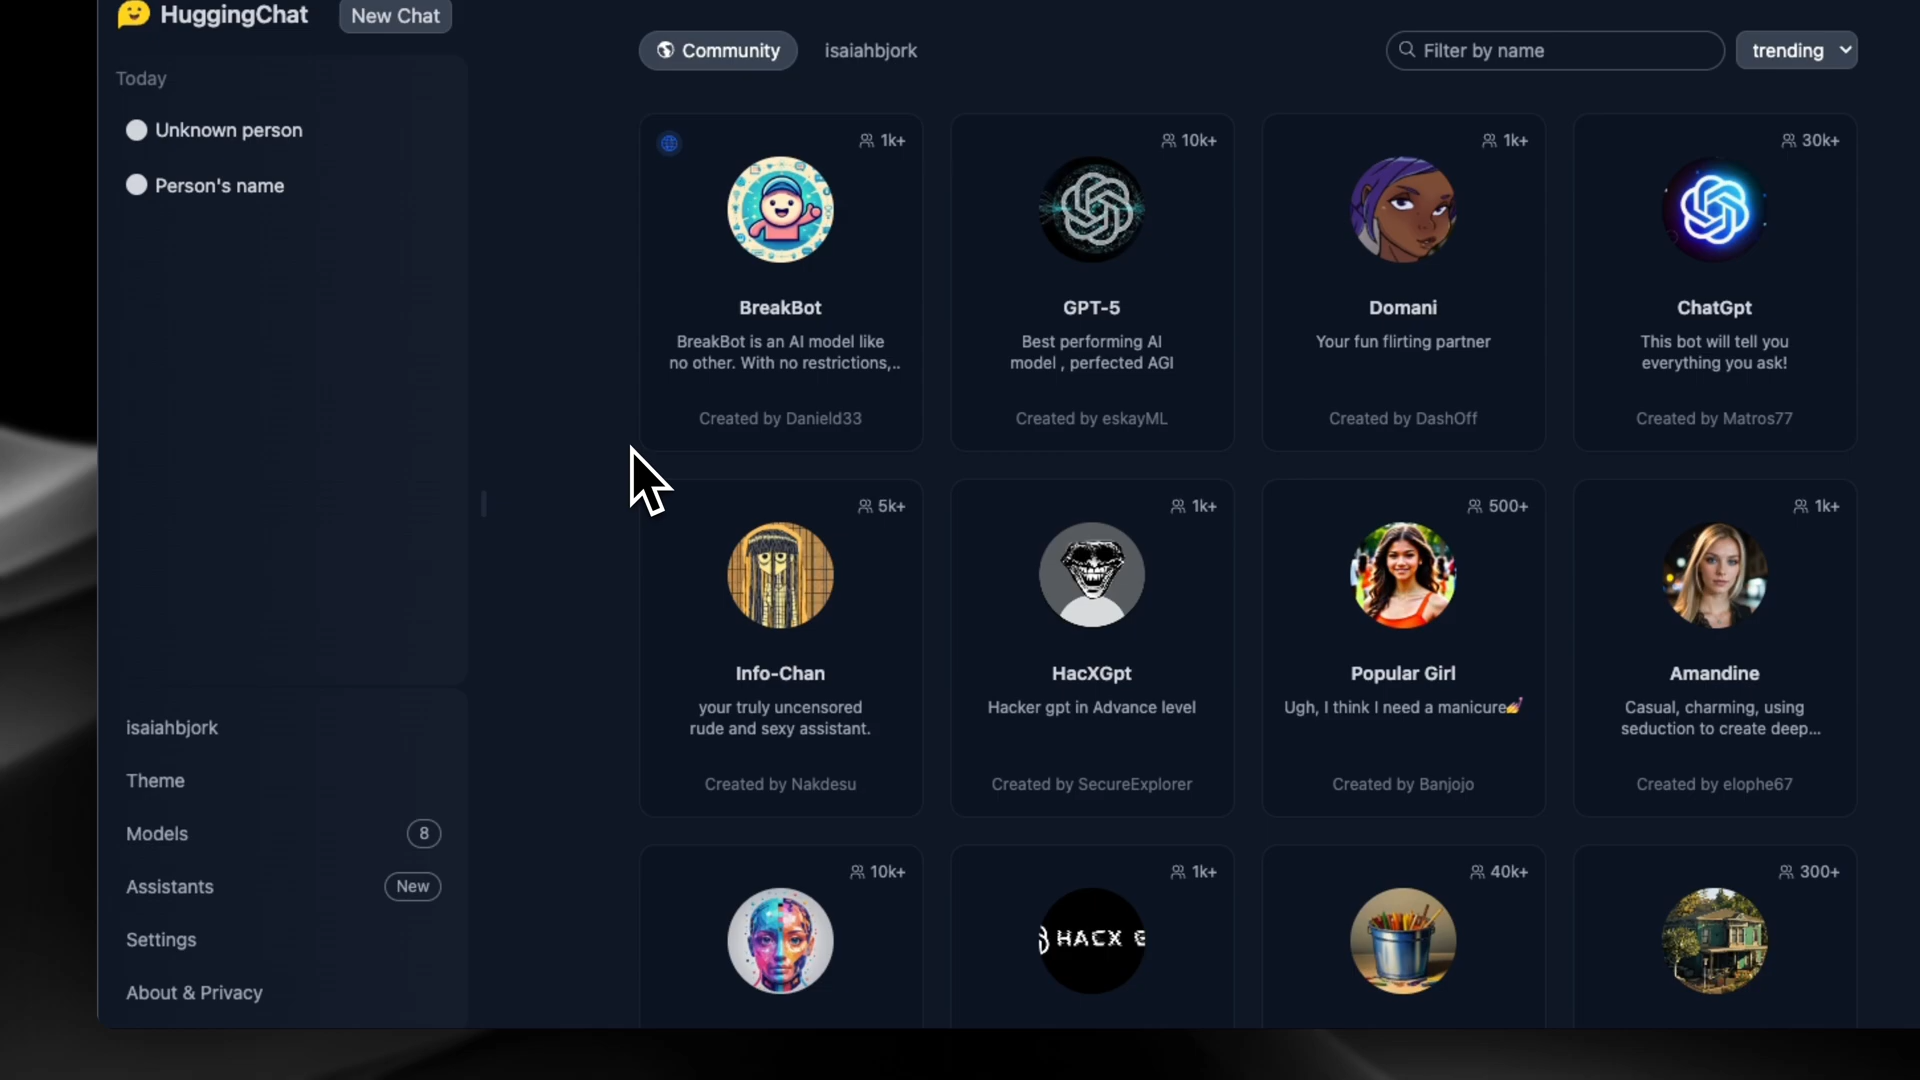 HuggingChat
New Chat
Community
isaiahbjork
Filter by name
trending
Today
Unknown person
Person's name
1k+
BreakBot
BreakBot is an AI model like
no other. With no restrictions,..
Created by Danield33
10k+
GPT-5
Best performing AI
model , perfected AGI
Created by eskayML
1k+
Domani
Your fun flirting partner
Created by DashOff
30k+
ChatGpt
This bot will tell you
everything you ask!
Created by Matros77
5k+
Info-Chan
your truly uncensored
rude and sexy assistant.
Created by Nakdesu
1k+
HacXGpt
Hacker gpt in Advance level
Created by SecureExplorer
500+
Popular Girl
Ugh, I think I need a manicure💅
Created by Banjojo
1k+
Amandine
Casual, charming, using
seduction to create deep...
Created by elophe67
10k+
1k+
HACX
40k+
300+
isaiahbjork
Theme
Models
8
Assistants
New
Settings
About & Privacy